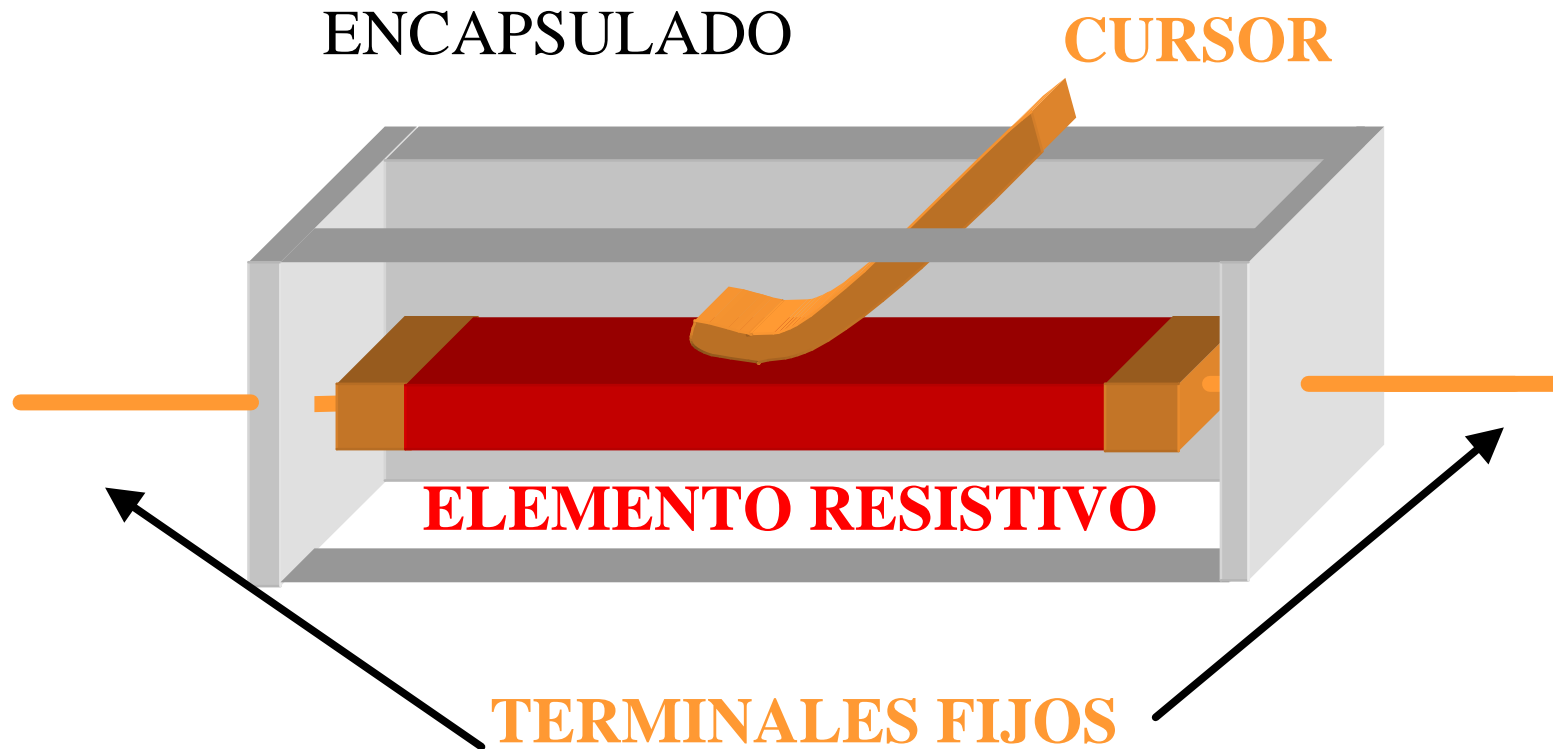 ENCAPSULADO
CURSOR
ELEMENTO RESISTIVO
TERMINALES FIJOS